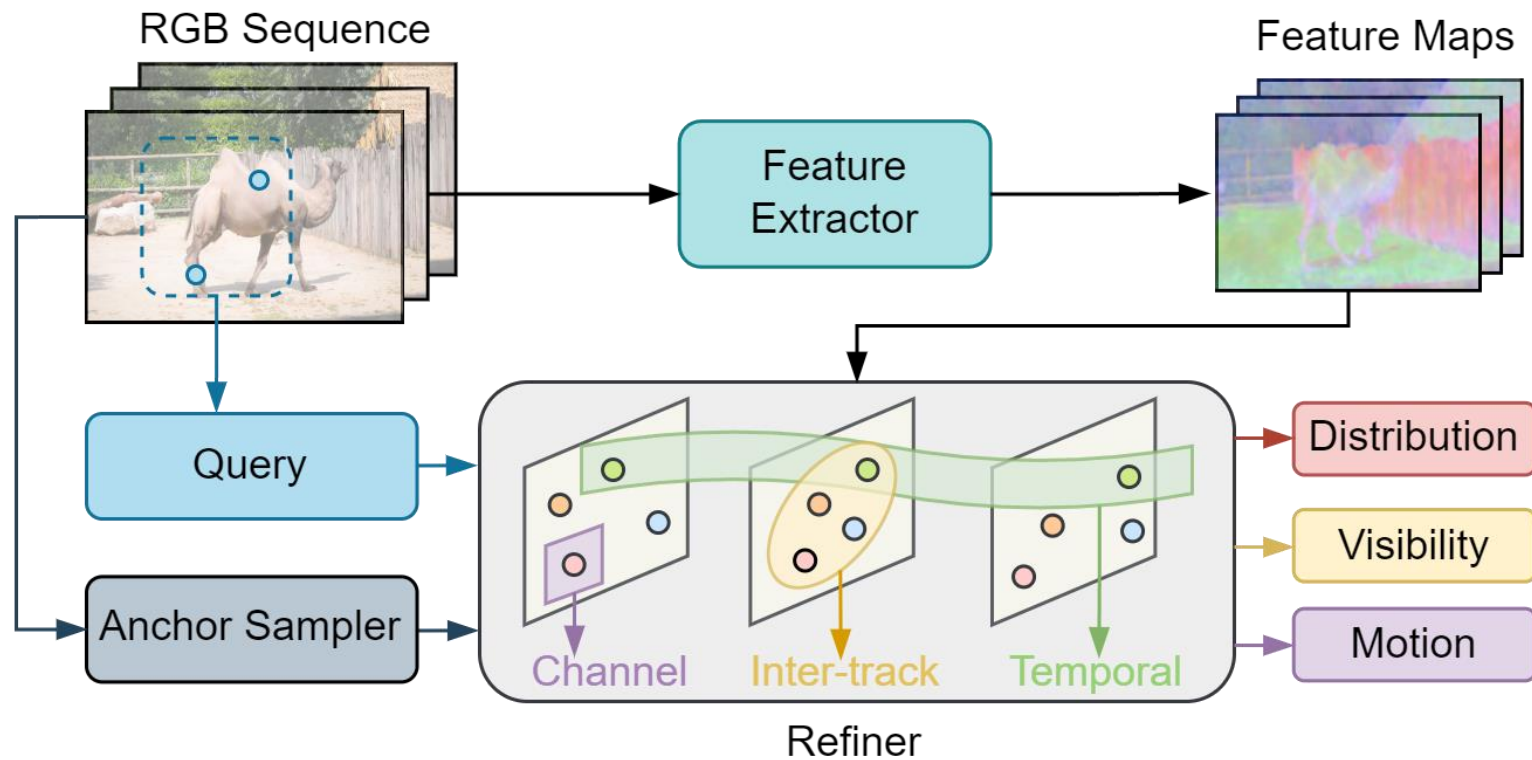 RGB Sequence
Feature Maps
Feature
Extractor
Query
Distribution
Visibility
Anchor Sampler
Motion
Channel
Inter-track
Temporal
Refiner